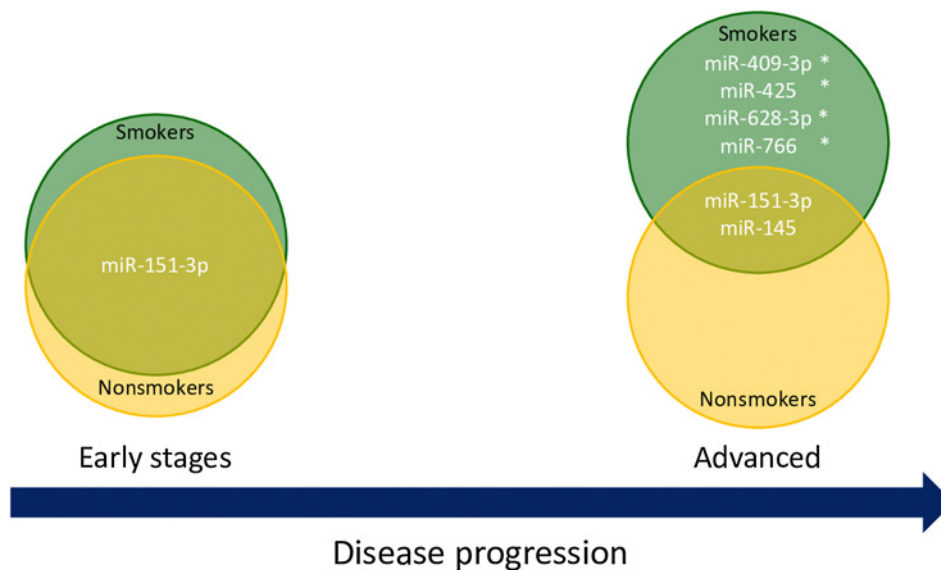 Smokers
miR-151-3p
Nonsmokers
Early stages
Smokers
miR-409-3p *
miR-425 *
miR-628-3p *
miR-766 *
miR-151-3p
miR-145
Nonsmokers
Advanced
Disease progression